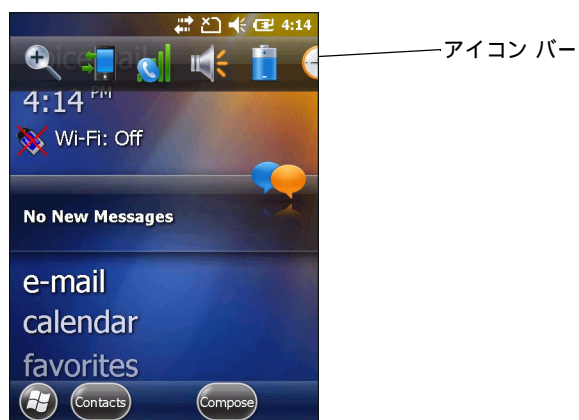 4:14
アイコン バー
voicemail
4:14 PM
Wi-Fi: Off
No New Messages
e-mail
calendar
favorites
Contacts
Compose